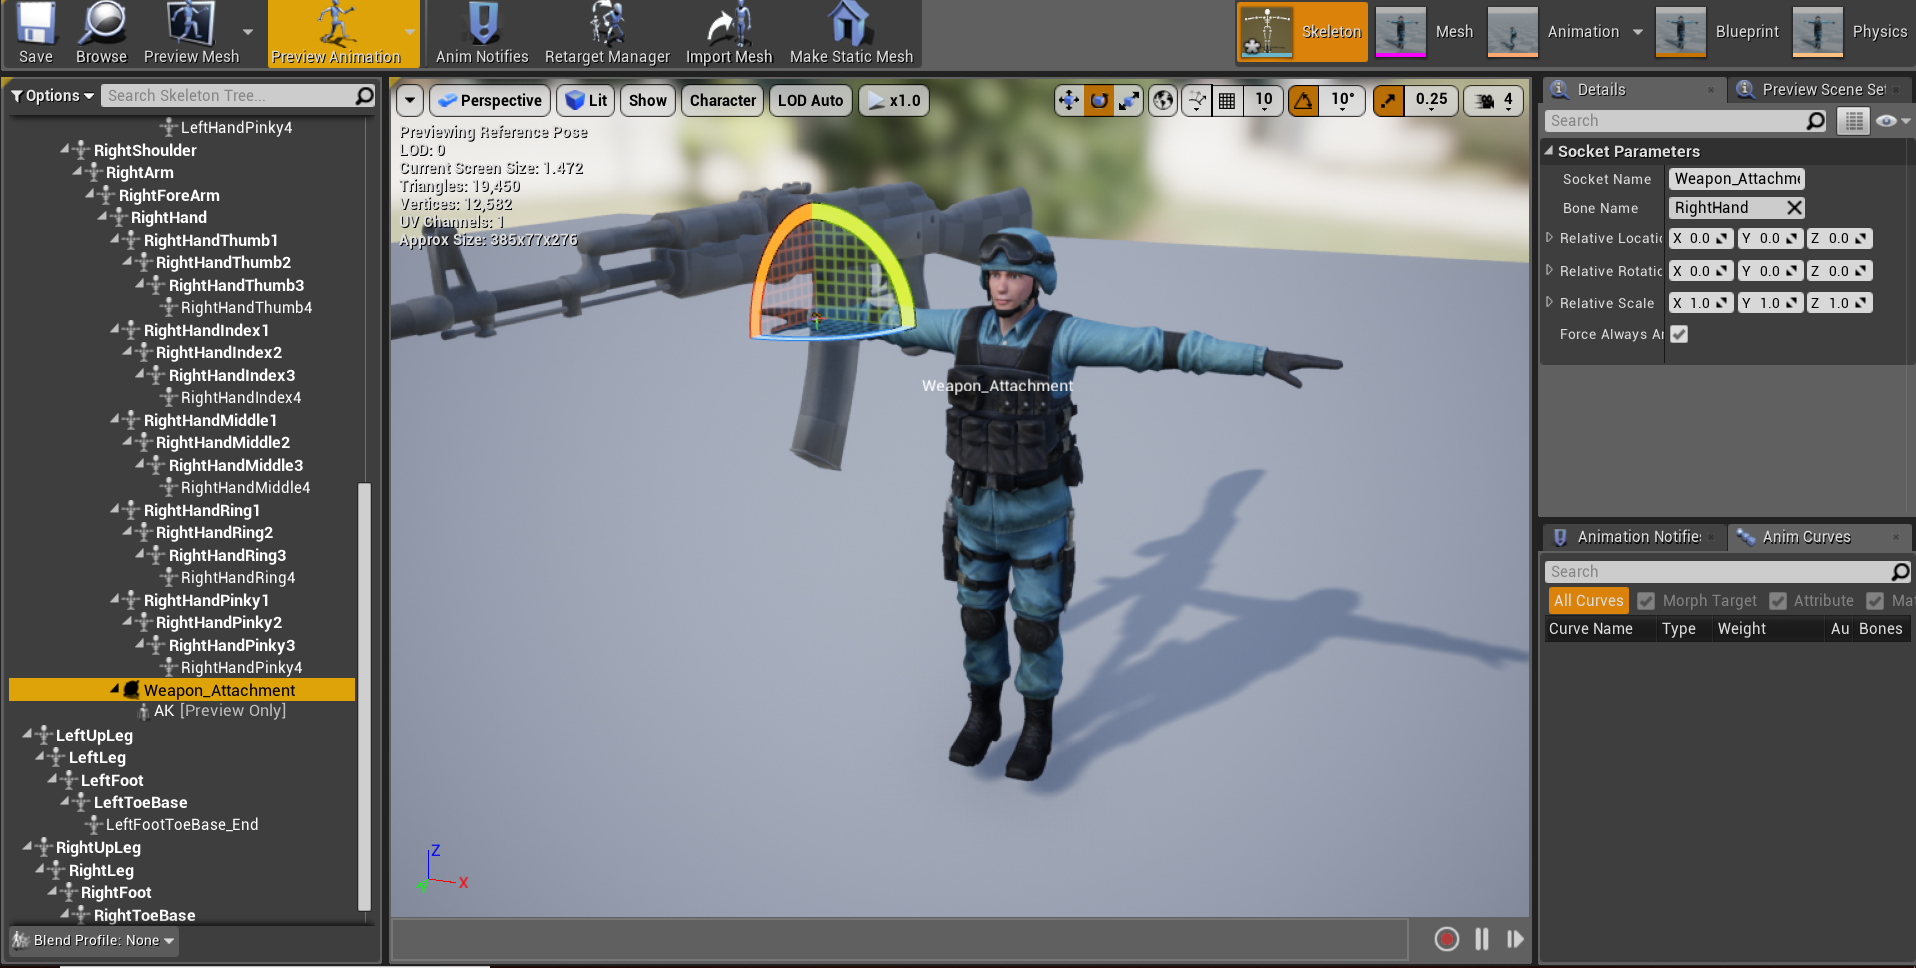 Save
Browse
Preview Mesh
Preview Animation
Anim Notifies
Retarget Manager
Import Mesh
Make Static Mesh
Skeleton
Mesh
Animation
Blueprint
Physics
Options
Search Skeleton Tree...
LeftHandPinky4
RightShoulder
RightArm
RightForeArm
RightHand
RightHandThumb1
RightHandThumb2
RightHandThumb3
RightHandThumb4
RightHandIndex1
RightHandIndex2
RightHandIndex3
RightHandIndex4
RightHandMiddle1
RightHandMiddle2
RightHandMiddle3
RightHandMiddle4
RightHandRing1
RightHandRing2
RightHandRing3
RightHandRing4
RightHandPinky1
RightHandPinky2
RightHandPinky3
RightHandPinky4
Weapon_Attachment
AK [Preview Only]
LeftUpLeg
LeftLeg
LeftFoot
LeftToeBase
LeftFootToeBase_End
RightUpLeg
RightLeg
RightFoot
RightToeBase
Blend Profile: None
Perspective
Lit
Show
Character
LOD Auto
x1.0
10
10°
0.25
4
Previewing Reference Pose
LOD: 0
Current Screen Size: 1.472
Triangles: 19,450
Vertices: 12,582
UV Channels: 1
Approx Size: 385x77x276
Weapon_Attachment
Z
X
Details
Preview Scene Set
Search
Socket Parameters
Socket Name Weapon_Attachme
Bone Name RightHand
Relative Locatic X 0.0 Y 0.0 Z 0.0
Relative Rotatic X 0.0 Y 0.0 Z 0.0
Relative Scale X 1.0 Y 1.0 Z 1.0
Force Always Ar
Animation Notifies
Anim Curves
Search
All Curves Morph Target Attribute Mat
Curve Name Type Weight Au Bones